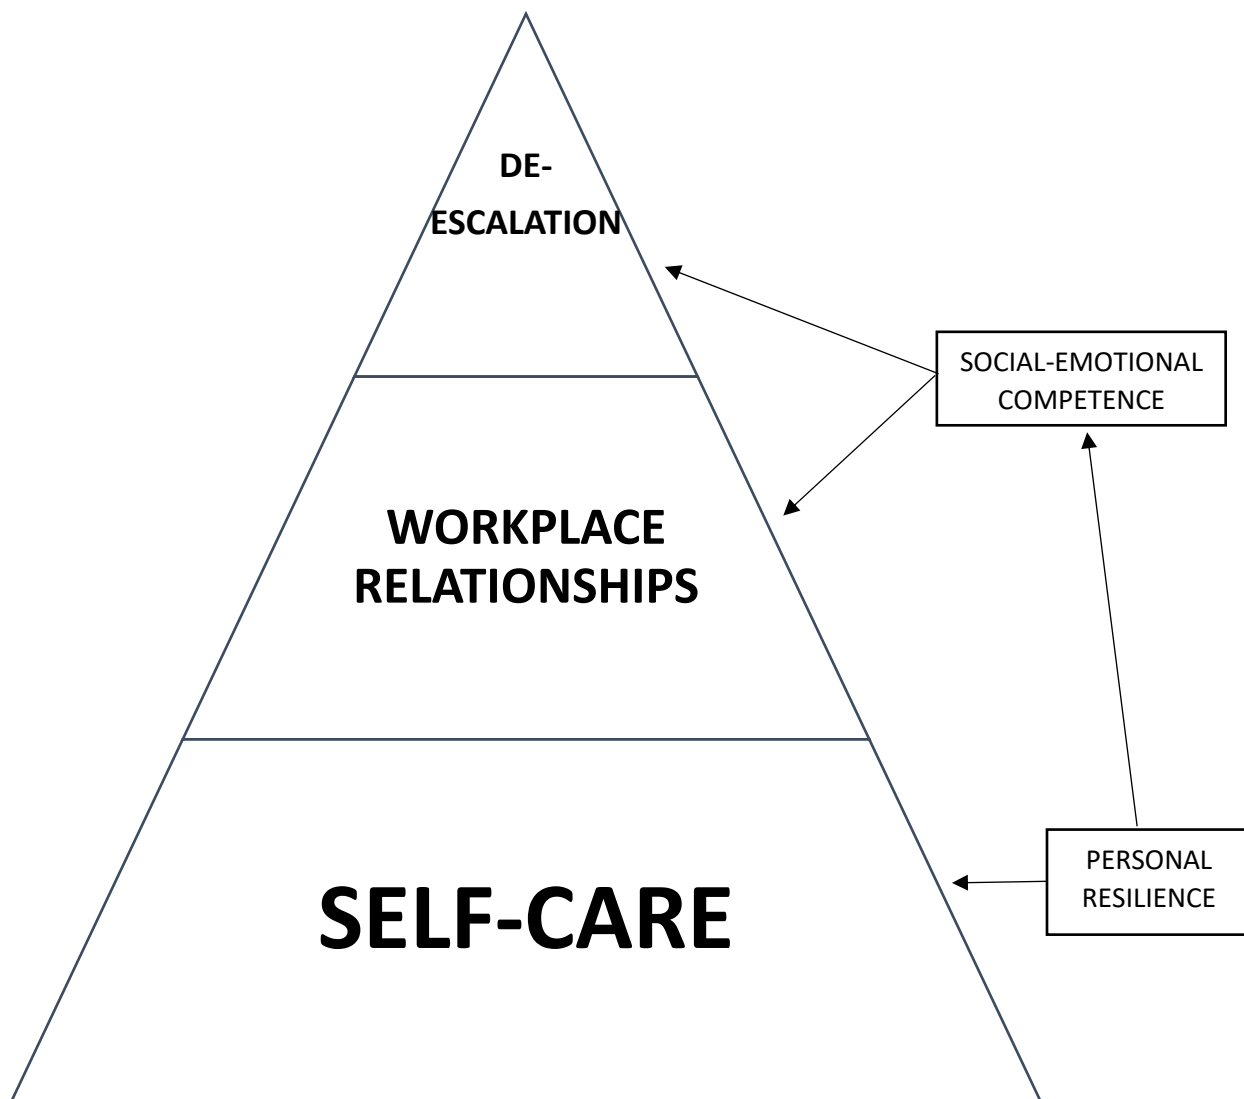 DE-
ESCALATION
SOCIAL-EMOTIONAL
COMPETENCE
WORKPLACE
RELATIONSHIPS
PERSONAL
RESILIENCE
SELF-CARE